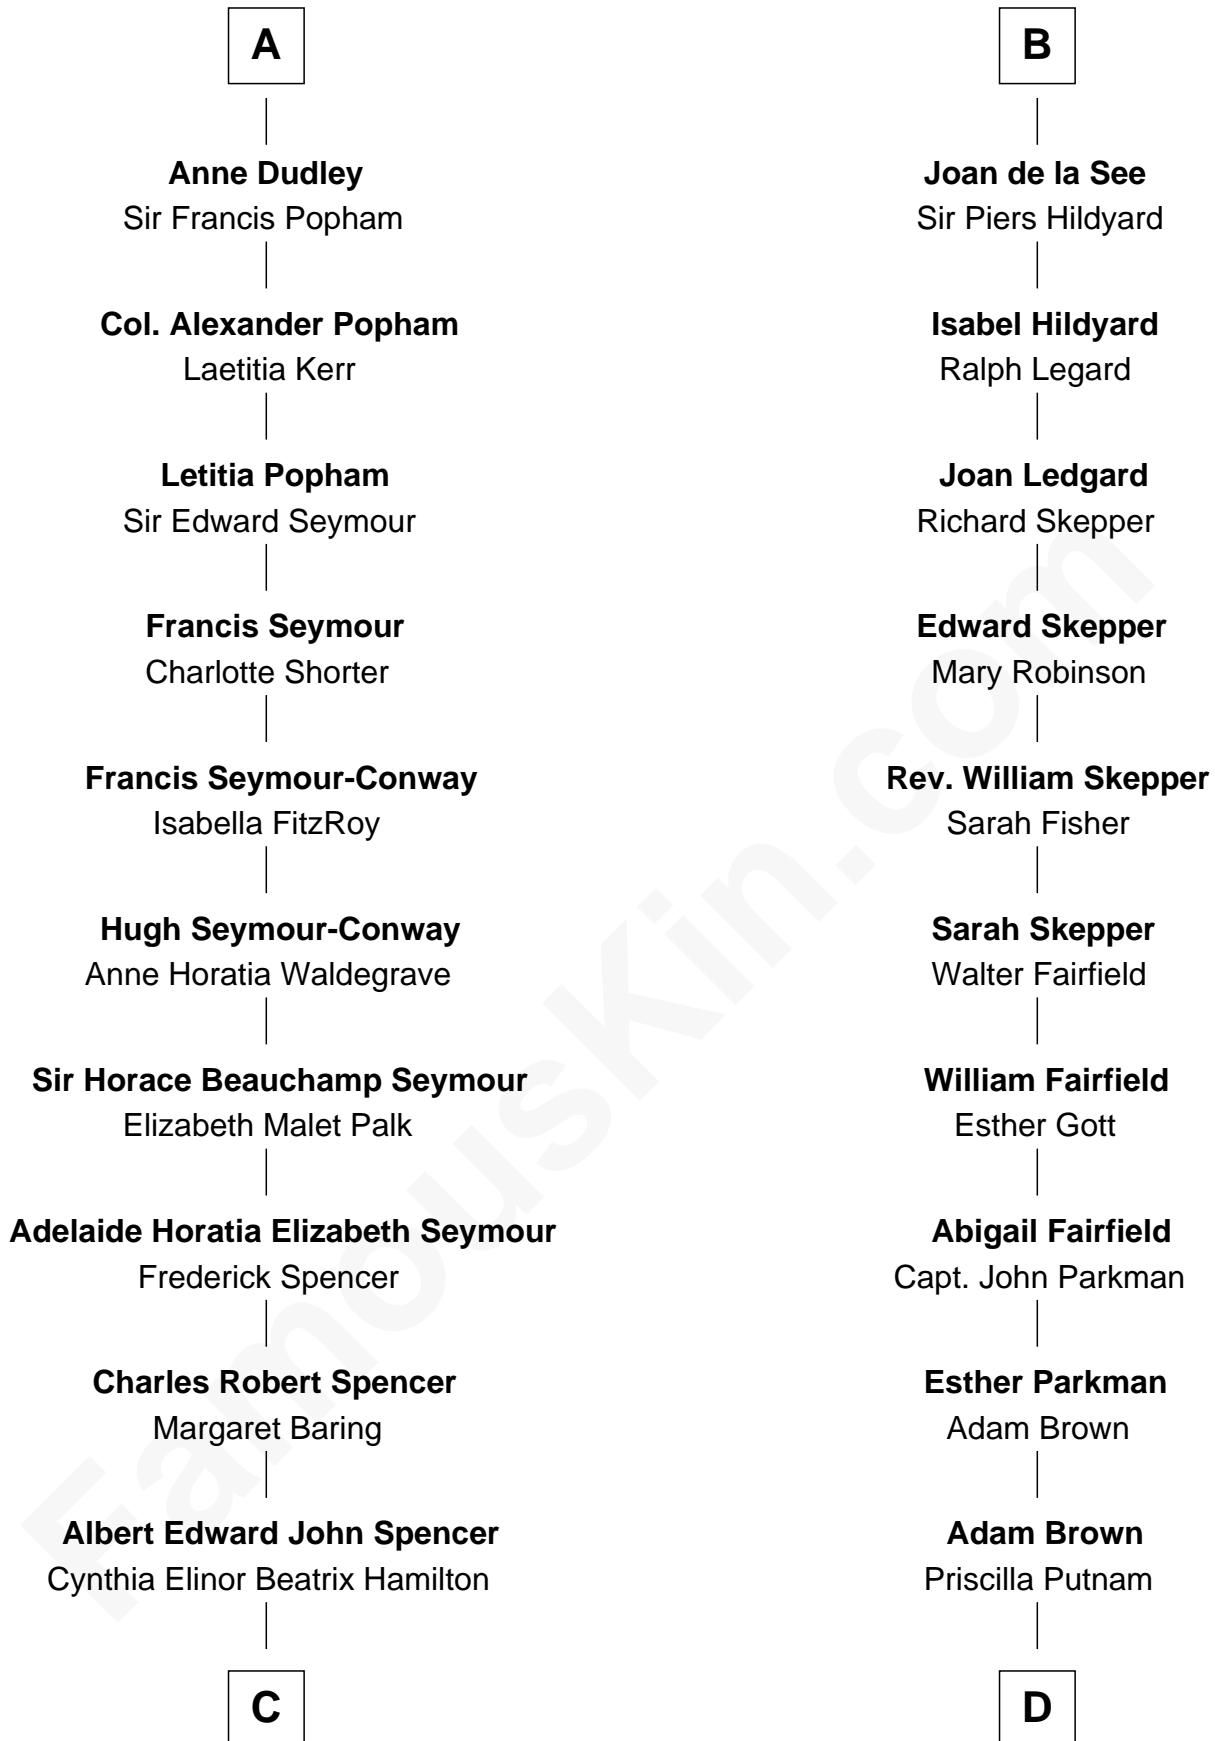 A
Anne Dudley
Sir Francis Popham
Col. Alexander Popham
Laetitia Kerr
Letitia Popham
Sir Edward Seymour
Francis Seymour
Charlotte Shorter
Francis Seymour-Conway
Isabella FitzRoy
Hugh Seymour-Conway
Anne Horatia Waldegrave
Sir Horace Beauchamp Seymour
Elizabeth Malet Palk
Adelaide Horatia Elizabeth Seymour
Frederick Spencer
Charles Robert Spencer
Margaret Baring
Albert Edward John Spencer
Cynthia Elinor Beatrix Hamilton
C
B
Joan de la See
Sir Piers Hildyard
Isabel Hildyard
Ralph Legard
Joan Ledgard
Richard Skepper
Edward Skepper
Mary Robinson
Rev. William Skepper
Sarah Fisher
Sarah Skepper
Walter Fairfield
William Fairfield
Esther Gott
Abigail Fairfield
Capt. John Parkman
Esther Parkman
Adam Brown
Adam Brown
Priscilla Putnam
D
FamousKin.com